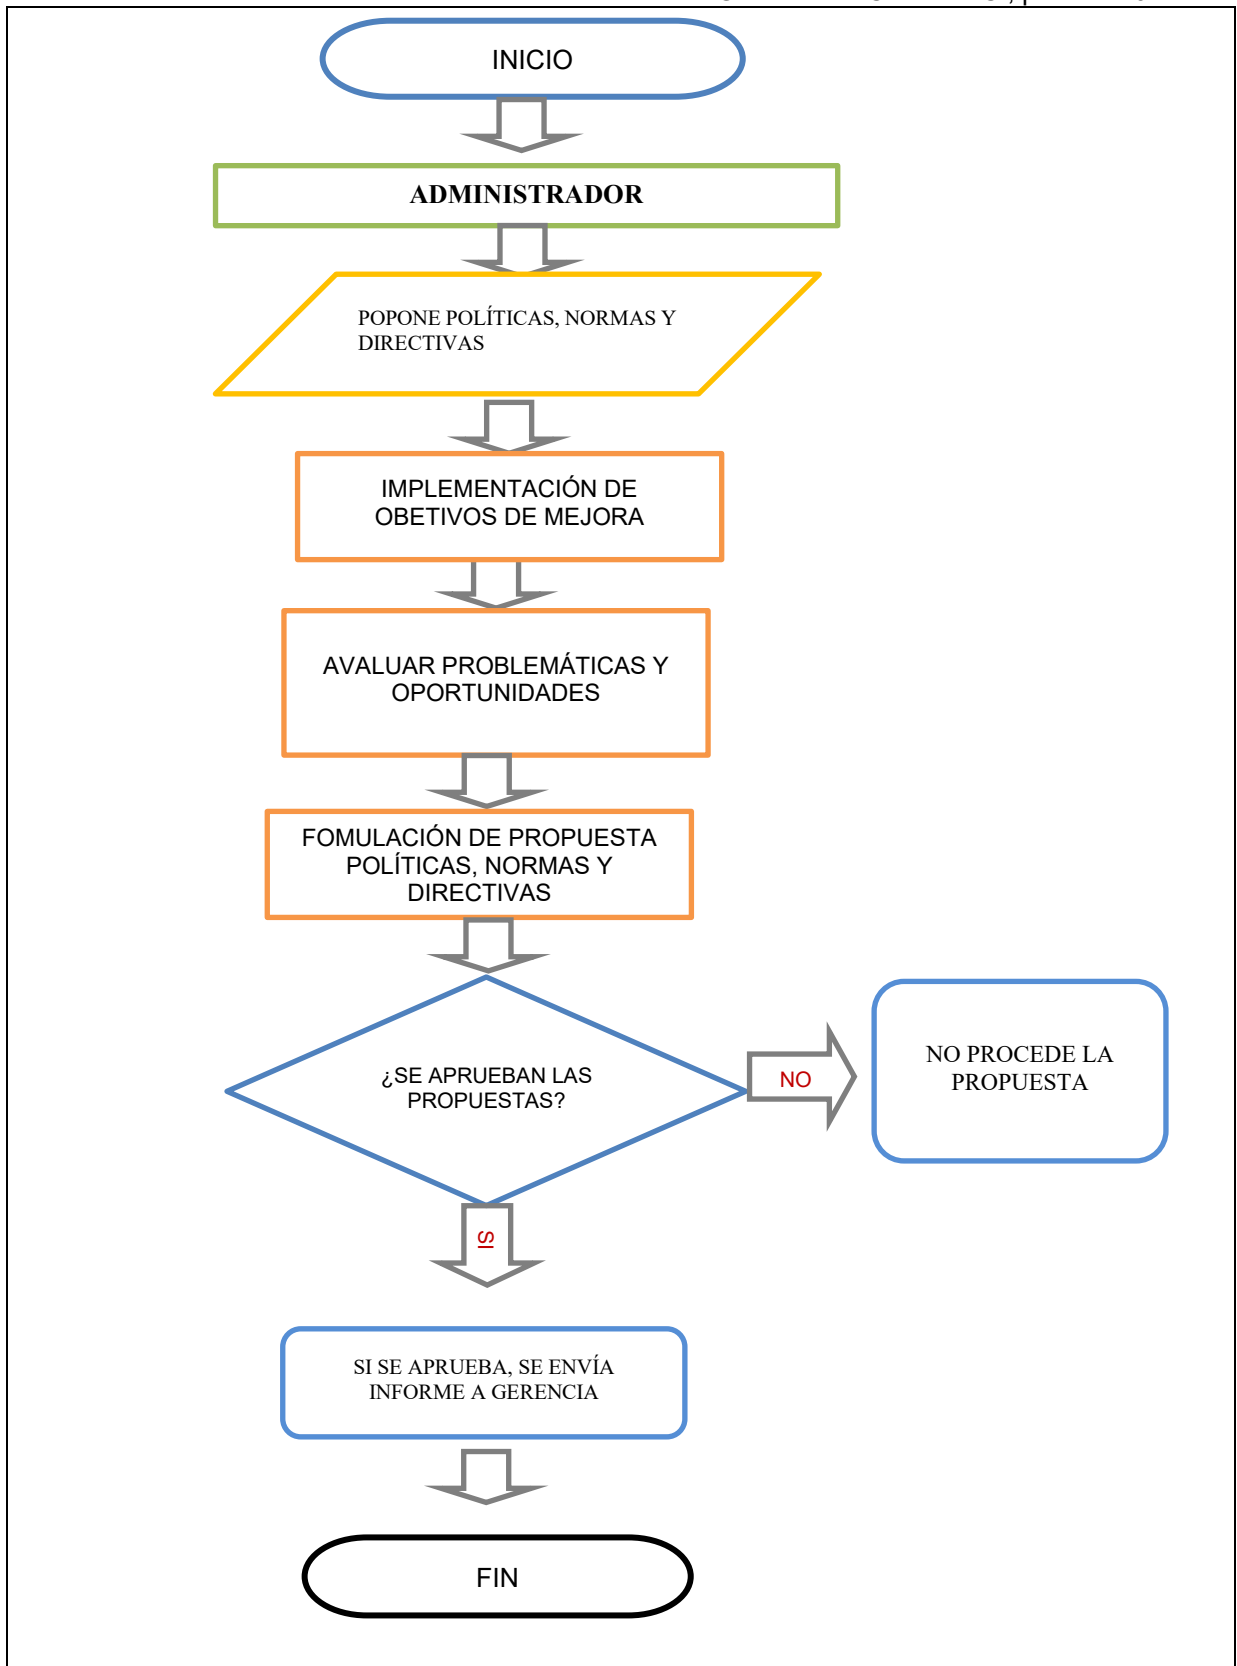 INICIO
ADMINISTRADOR
POPONE POLÍTICAS, NORMAS Y
DIRECTIVAS
IMPLEMENTACIÓN DE
OBETIVOS DE MEJORA
AVALUAR PROBLEMÁTICAS Y
OPORTUNIDADES
FOMULACIÓN DE PROPUESTA
POLÍTICAS, NORMAS Y
DIRECTIVAS
¿SE APRUEBAN LAS
PROPUESTAS?
NO
NO PROCEDE LA
PROPUESTA
SI
SI SE APRUEBA, SE ENVÍA
INFORME A GERENCIA
FIN